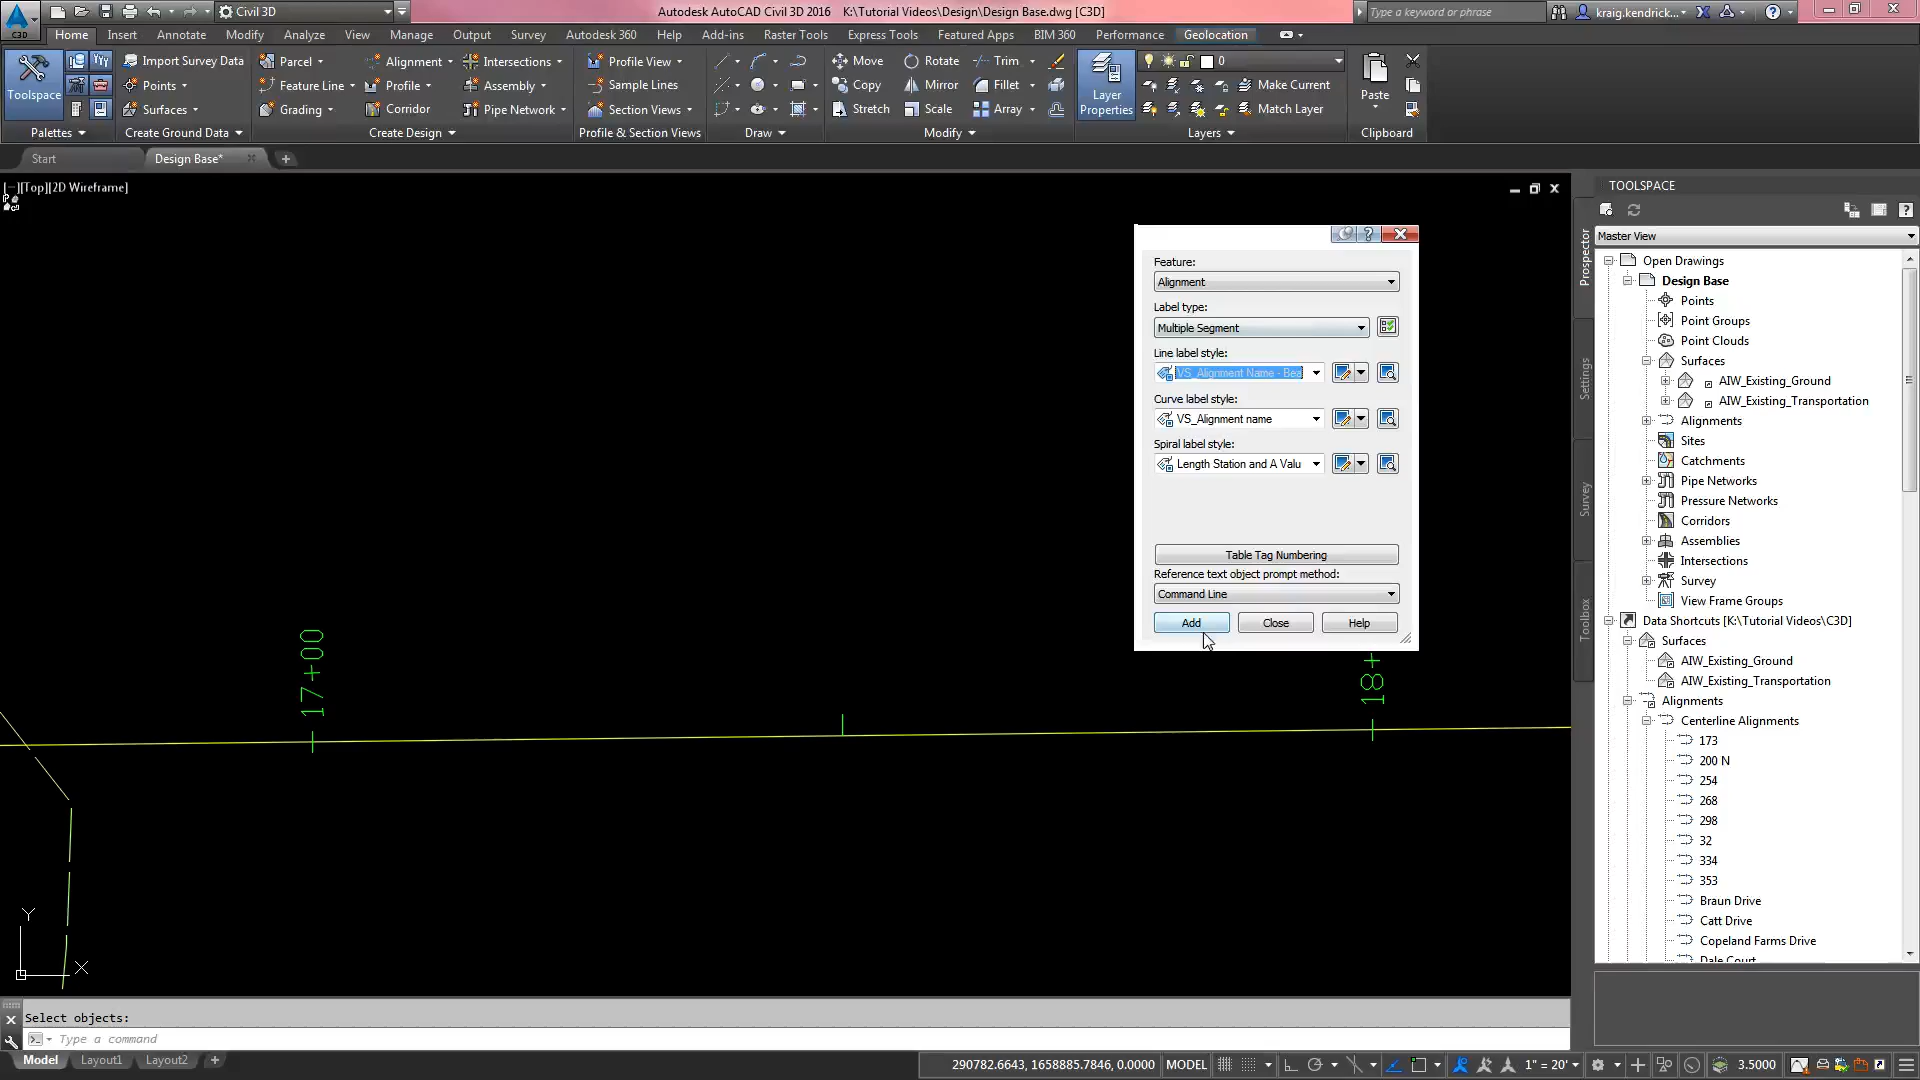 Civil 3D
Autodesk AutoCAD Civil 3D 2016 K:\Tutorial Videos\Design\Design Base.dwg [C3D]
Type a keyword or phrase
kraig.kendrick...
C3D
Home Insert Annotate Modify Analyze View Manage Output Survey Autodesk 360 Help Add-ins Raster Tools Express Tools Featured Apps BIM 360 Performance Geolocation
Toolspace
Import Survey Data
Points
Surfaces
Parcel
Feature Line
Grading
Alignment
Profile
Corridor
Intersections
Assembly
Pipe Network
Profile View
Sample Lines
Section Views
Move
Copy
Stretch
Rotate
Mirror
Scale
Trim
Fillet
Array
Layer
Properties
0
Make Current
Match Layer
Paste
Palettes
Create Ground Data
Create Design
Profile & Section Views
Draw
Modify
Layers
Clipboard
Start
Design Base*
[−][Top][2D Wireframe]
17+00
18+
Feature:
Alignment
Label type:
Multiple Segment
Line label style:
VS_Alignment Name - Bea
Curve label style:
VS_Alignment name
Spiral label style:
Length Station and A Valu
Table Tag Numbering
Reference text object prompt method:
Command Line
Add
Close
Help
Y
X
TOOLSPACE
Master View
Prospector
Settings
Survey
Toolbox
Open Drawings
Design Base
Points
Point Groups
Point Clouds
Surfaces
AIW_Existing_Ground
AIW_Existing_Transportation
Alignments
Sites
Catchments
Pipe Networks
Pressure Networks
Corridors
Assemblies
Intersections
Survey
View Frame Groups
Data Shortcuts [K:\Tutorial Videos\C3D]
Surfaces
AIW_Existing_Ground
AIW_Existing_Transportation
Alignments
Centerline Alignments
173
200 N
254
268
298
32
334
353
Braun Drive
Catt Drive
Copeland Farms Drive
Dale Court
Select objects:
Type a command
Model
Layout1
Layout2
290782.6643, 1658885.7846, 0.0000
MODEL
1" = 20'
3.5000